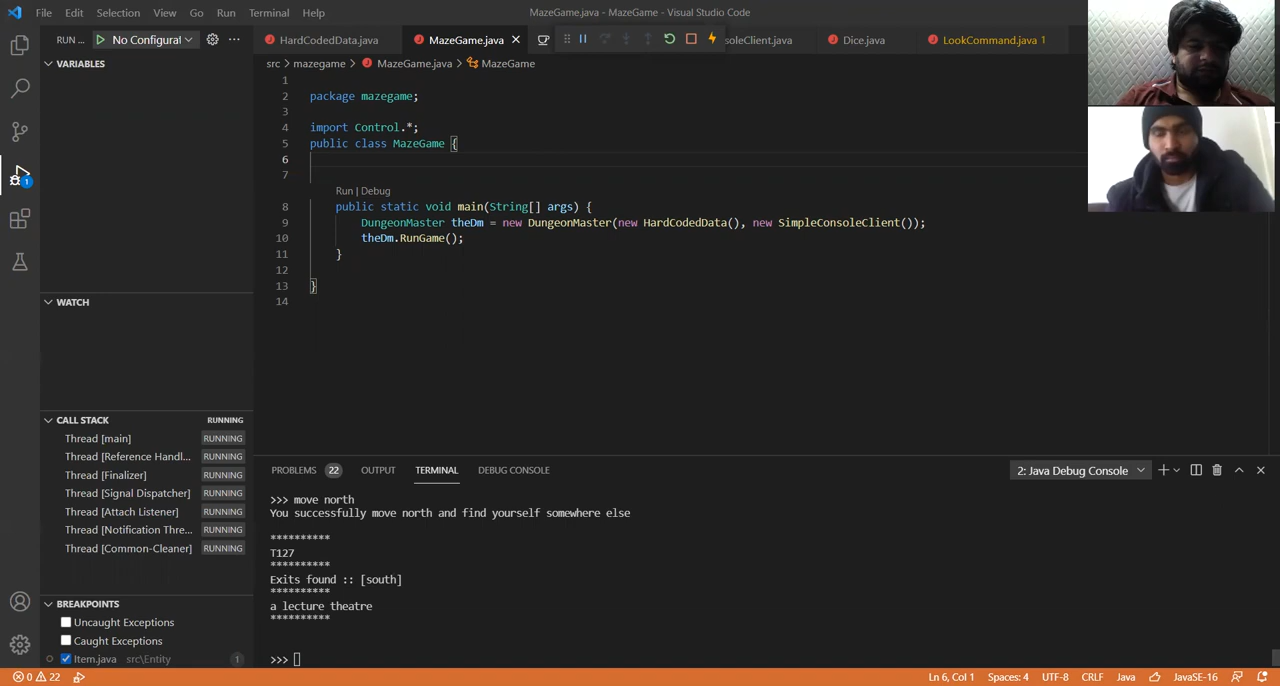 File Edit Selection View Go Run Terminal Help
MazeGame.java - MazeGame - Visual Studio Code
RUN ... No Configurat
HardCodedData.java MazeGame.java soleClient.java Dice.java LookCommand.java 1
src > mazegame > MazeGame.java > MazeGame
VARIABLES
WATCH
CALL STACK RUNNING
Thread [main] RUNNING
Thread [Reference Handl... RUNNING
Thread [Finalizer] RUNNING
Thread [Signal Dispatcher] RUNNING
Thread [Attach Listener] RUNNING
Thread [Notification Thre... RUNNING
Thread [Common-Cleaner] RUNNING
BREAKPOINTS
Uncaught Exceptions
Caught Exceptions
Item.java src\Entity 1
1
1
2 package mazegame;
3
4 import Control.*;
5 public class MazeGame {
6
7
Run | Debug
8 public static void main(String[] args) {
9 DungeonMaster theDm = new DungeonMaster(new HardCodedData(), new SimpleConsoleClient());
10 theDm.RunGame();
11 }
12
13 }
14
PROBLEMS 22 OUTPUT TERMINAL DEBUG CONSOLE
2: Java Debug Console
>>> move north
You successfully move north and find yourself somewhere else
**********
T127
**********
Exits found :: [south]
**********
a lecture theatre
**********
>>>
0 22
Ln 6, Col 1 Spaces: 4 UTF-8 CRLF Java JavaSE-16